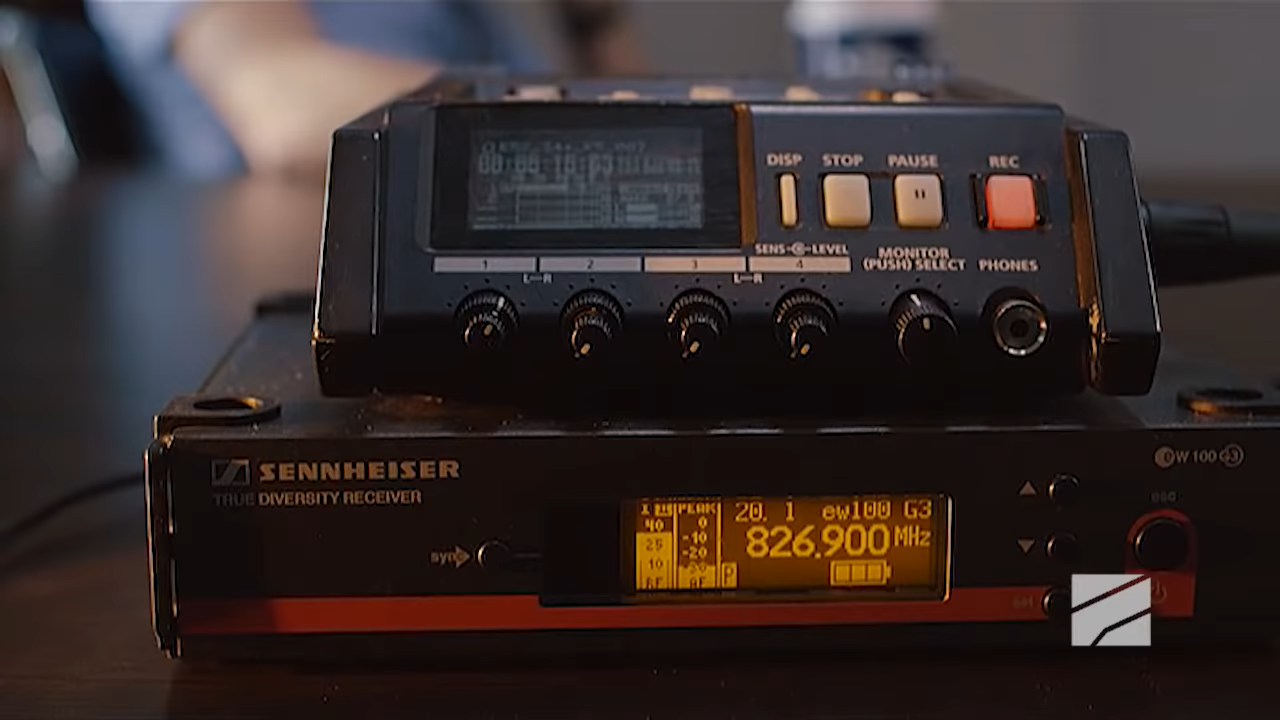 DISP STOP PAUSE REC
SENS LEVEL
MONITOR
(PUSH) SELECT PHONES
1 2 3 4
L R L R
SENNHEISER
TRUE DIVERSITY RECEIVER
sync
ew 100 G3
PEAK
40 0
25 -10
10 -20
RF AF
20. 1 ew100 G3
826.900 MHz
P
esc
set